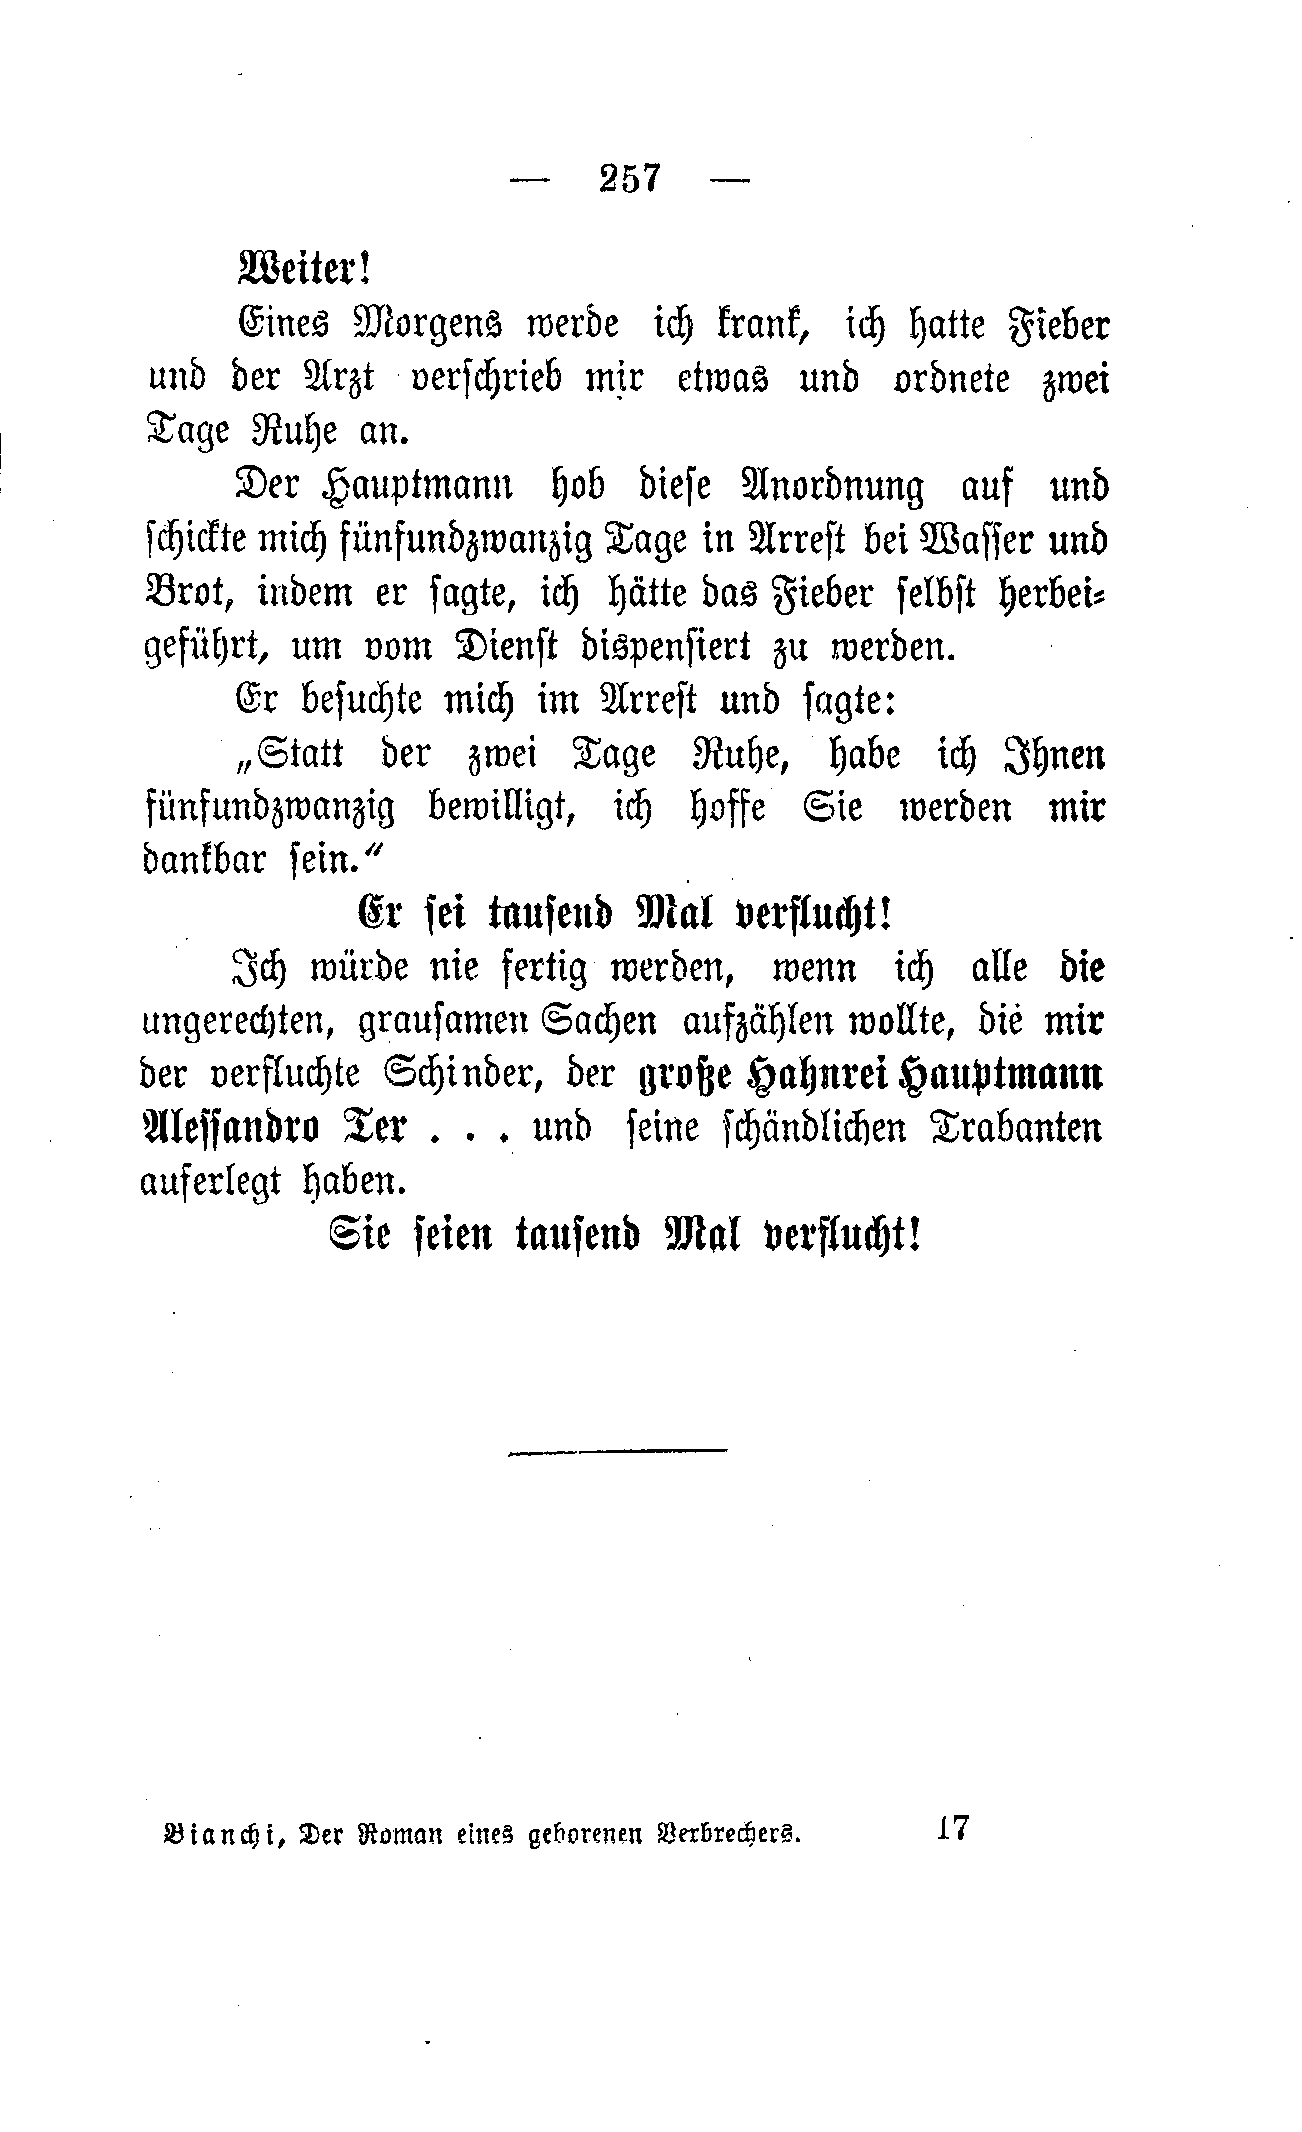 — 257 —
Weiter!
Eines Morgens werde ich krank, ich hatte Fieber
und der Arzt verschrieb mir etwas und ordnete zwei
Tage Ruhe an.
Der Hauptmann hob diese Anordnung auf und
schickte mich fünfundzwanzig Tage in Arrest bei Wasser und
Brot, indem er sagte, ich hätte das Fieber selbst herbei-
geführt, um vom Dienst dispensiert zu werden.
Er besuchte mich im Arrest und sagte:
„Statt der zwei Tage Ruhe, habe ich Ihnen
fünfundzwanzig bewilligt, ich hoffe Sie werden mir
dankbar sein.“
Er sei tausend Mal verflucht!
Ich würde nie fertig werden, wenn ich alle die
ungerechten, grausamen Sachen aufzählen wollte, die mir
der verfluchte Schinder, der große Hahnrei Hauptmann
Alessandro Ter . . . und seine schändlichen Trabanten
auferlegt haben.
Sie seien tausend Mal verflucht!
Bianchi, Der Roman eines geborenen Verbrechers. 17